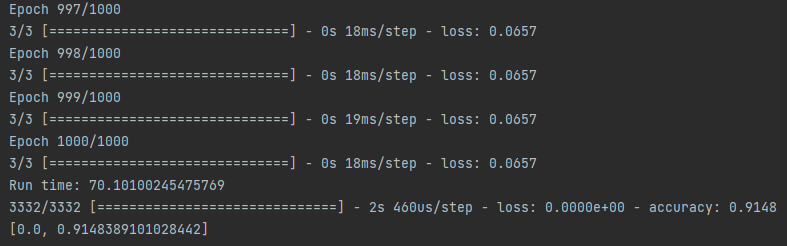 Epoch 997/1000
3/3 [==============================] - 0s 18ms/step - loss: 0.0657
Epoch 998/1000
3/3 [==============================] - 0s 18ms/step - loss: 0.0657
Epoch 999/1000
3/3 [==============================] - 0s 19ms/step - loss: 0.0657
Epoch 1000/1000
3/3 [==============================] - 0s 18ms/step - loss: 0.0657
Run time: 70.10100245475769
3332/3332 [==============================] - 2s 460us/step - loss: 0.0000e+00 - accuracy: 0.9148
[0.0, 0.9148389101028442]